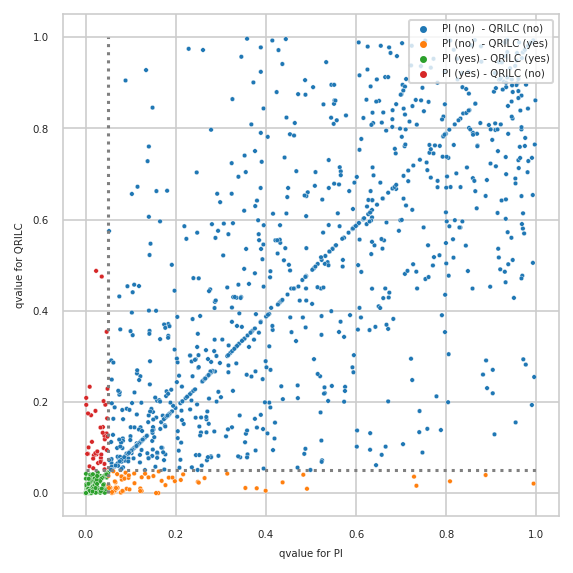 PI (no)  - QRILC (no)
PI (no)  - QRILC (yes)
PI (yes) - QRILC (yes)
PI (yes) - QRILC (no)
1.0
0.8
0.6
0.4
0.2
0.0
qvalue for QRILC
0.0 0.2 0.4 0.6 0.8 1.0
qvalue for PI